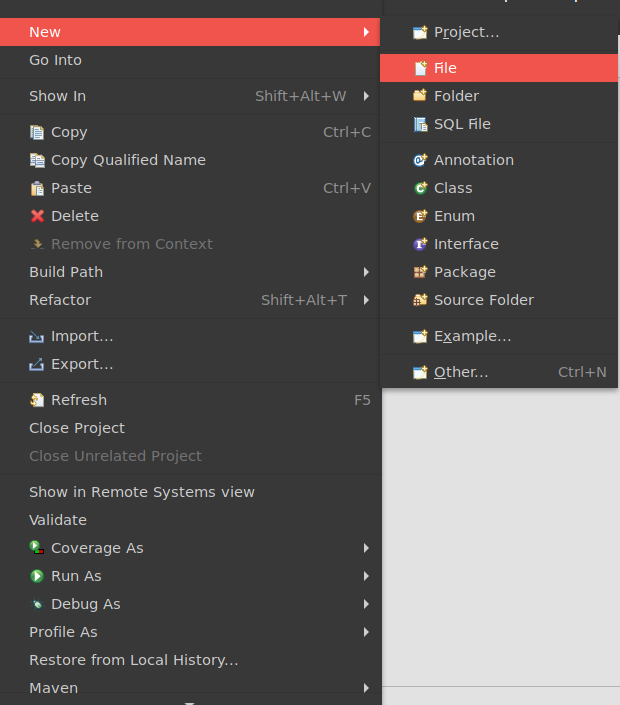 New
Go Into
Show In Shift+Alt+W
Copy Ctrl+C
Copy Qualified Name
Paste Ctrl+V
Delete
Remove from Context
Build Path
Refactor Shift+Alt+T
Import...
Export...
Refresh F5
Close Project
Close Unrelated Project
Show in Remote Systems view
Validate
Coverage As
Run As
Debug As
Profile As
Restore from Local History...
Maven
Project...
File
Folder
SQL File
Annotation
Class
Enum
Interface
Package
Source Folder
Example...
Other... Ctrl+N